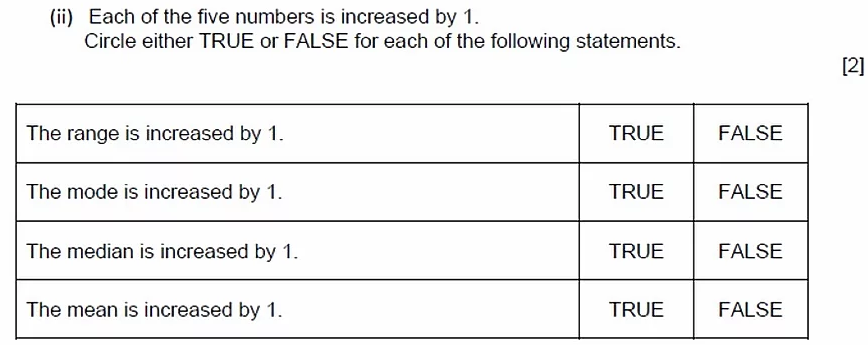 (ii) Each of the five numbers is increased by 1.
Circle either TRUE or FALSE for each of the following statements.
[2]
The range is increased by 1. TRUE FALSE
The mode is increased by 1. TRUE FALSE
The median is increased by 1. TRUE FALSE
The mean is increased by 1. TRUE FALSE